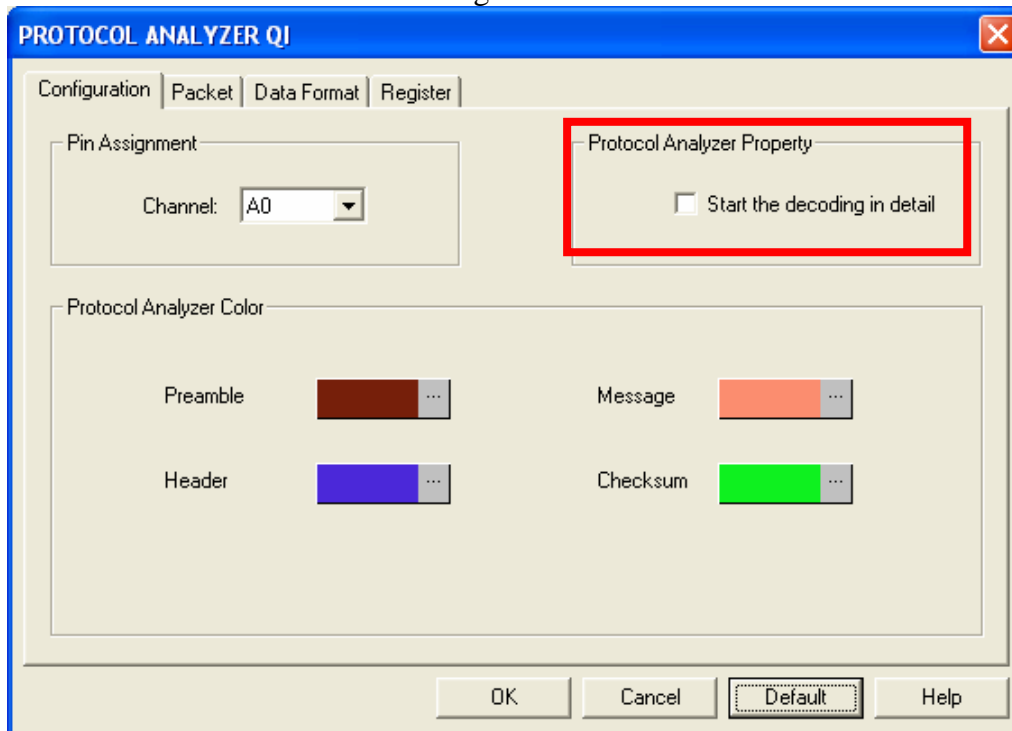 PROTOCOL ANALYZER QI
Configuration Packet Data Format Register
Pin Assignment
Channel: A0
Protocol Analyzer Property
Start the decoding in detail
Protocol Analyzer Color
Preamble ... Message ...
Header ... Checksum ...
OK Cancel Default Help